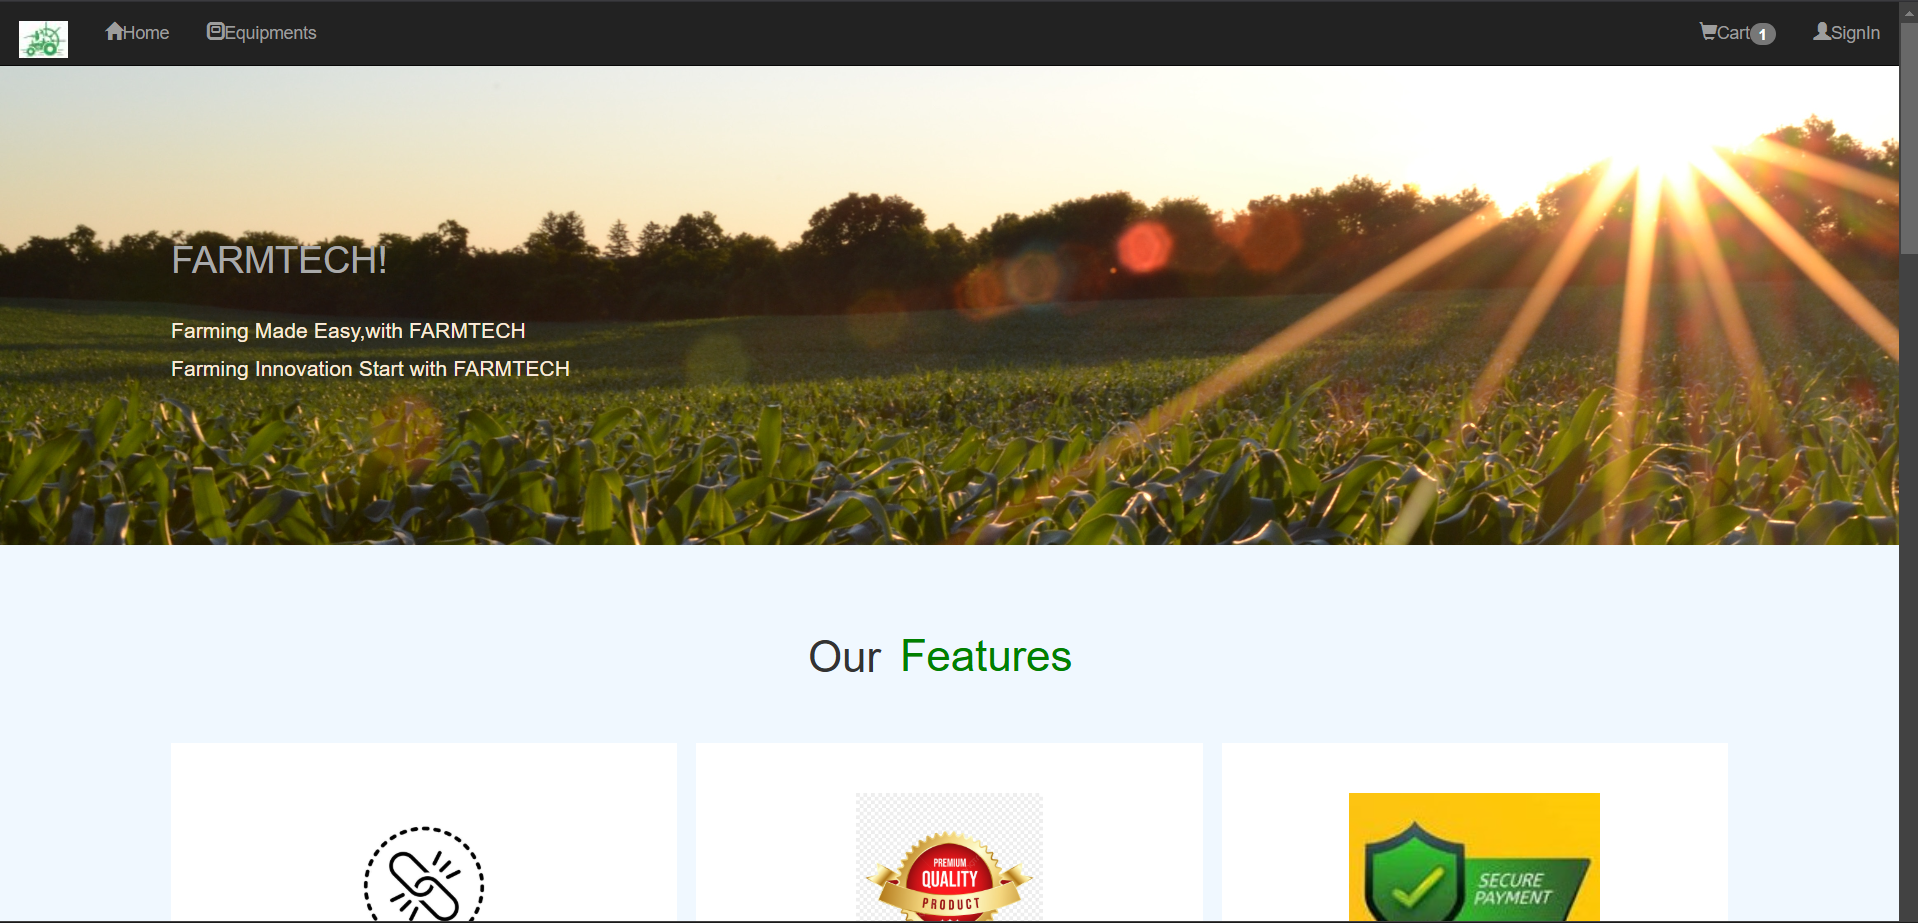 Home Equipments Cart 1 SignIn
FARMTECH!
Farming Made Easy,with FARMTECH
Farming Innovation Start with FARMTECH
Our Features
PREMIUM
QUALITY
PRODUCT
SECURE
PAYMENT